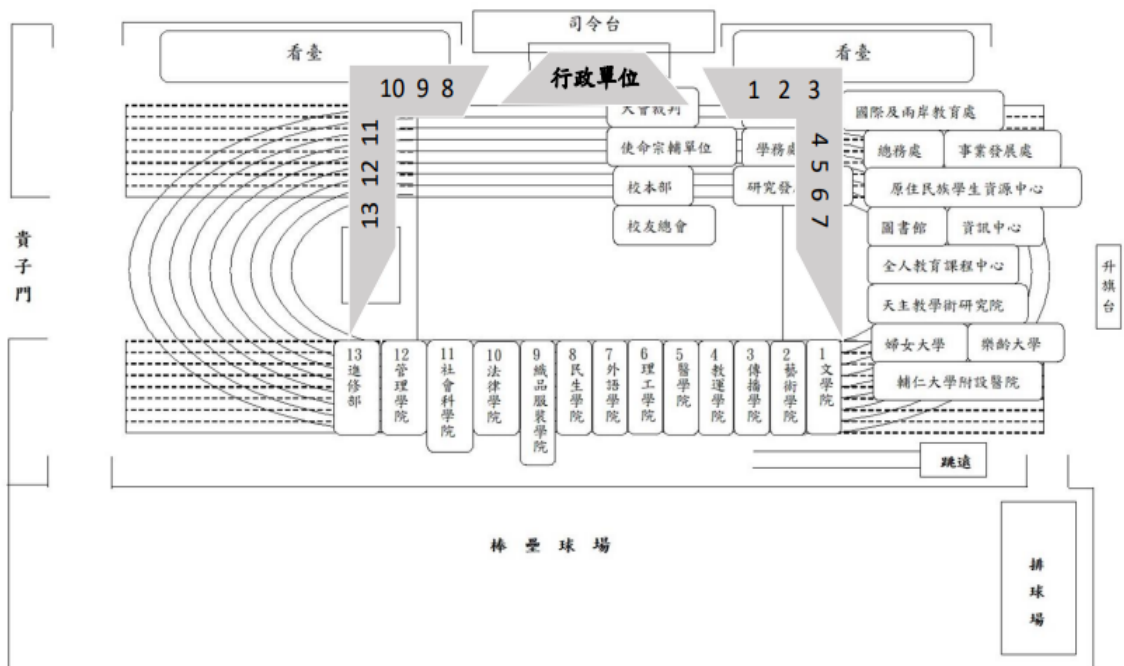 司令台
看臺
看臺
行政單位
10 9 8
1 2 3
11
12
13
4 5 6 7
大會裁判
國際及兩岸教育處
使命宗輔單位
學務處
總務處
事業發展處
校本部
研究發
原住民族學生資源中心
校友總會
圖書館
資訊中心
全人教育課程中心
天主教學術研究院
婦女大學
樂齡大學
輔仁大學附設醫院
貴子門
升旗台
13進修部
12管理學院
11社會科學院
10法律學院
9織品服裝學院
8民生學院
7外語學院
6理工學院
5醫學院
4教運學院
3傳播學院
2藝術學院
1文學院
跳遠
棒壘球場
排球場